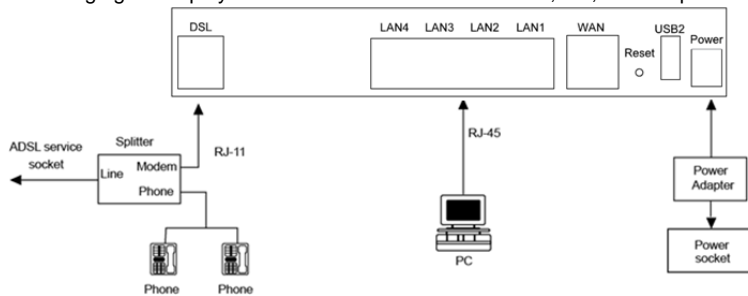 DSL
LAN4 LAN3 LAN2 LAN1
WAN
Reset
USB2
Power
ADSL service
socket
Splitter
Line
Modem
Phone
RJ-11
RJ-45
Power
Adapter
Power
socket
PC
Phone
Phone